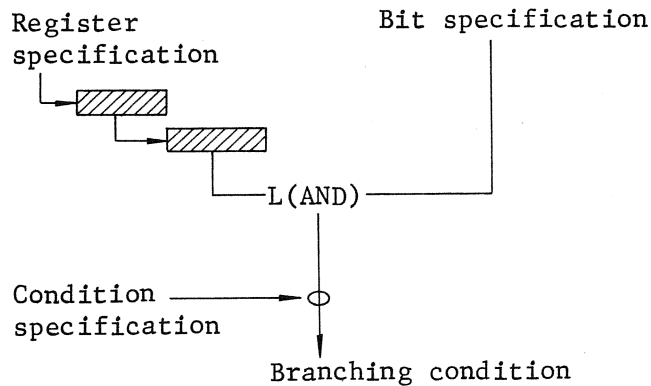 Register
specification
Bit specification
L(AND)
Condition
specification
Branching condition